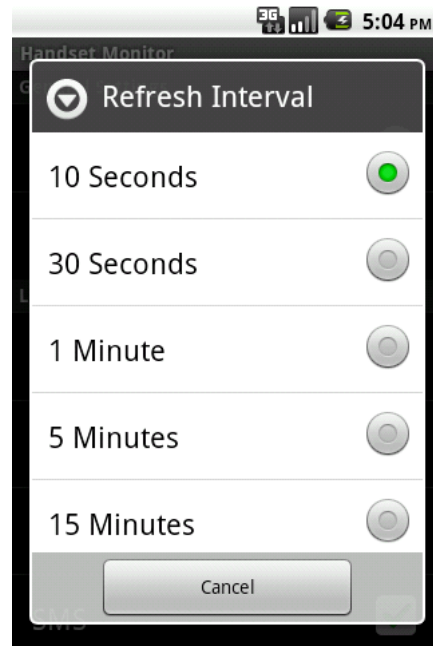 3G 5:04 PM
Handset Monitor
Refresh Interval
10 Seconds
30 Seconds
1 Minute
5 Minutes
15 Minutes
Cancel
SMS